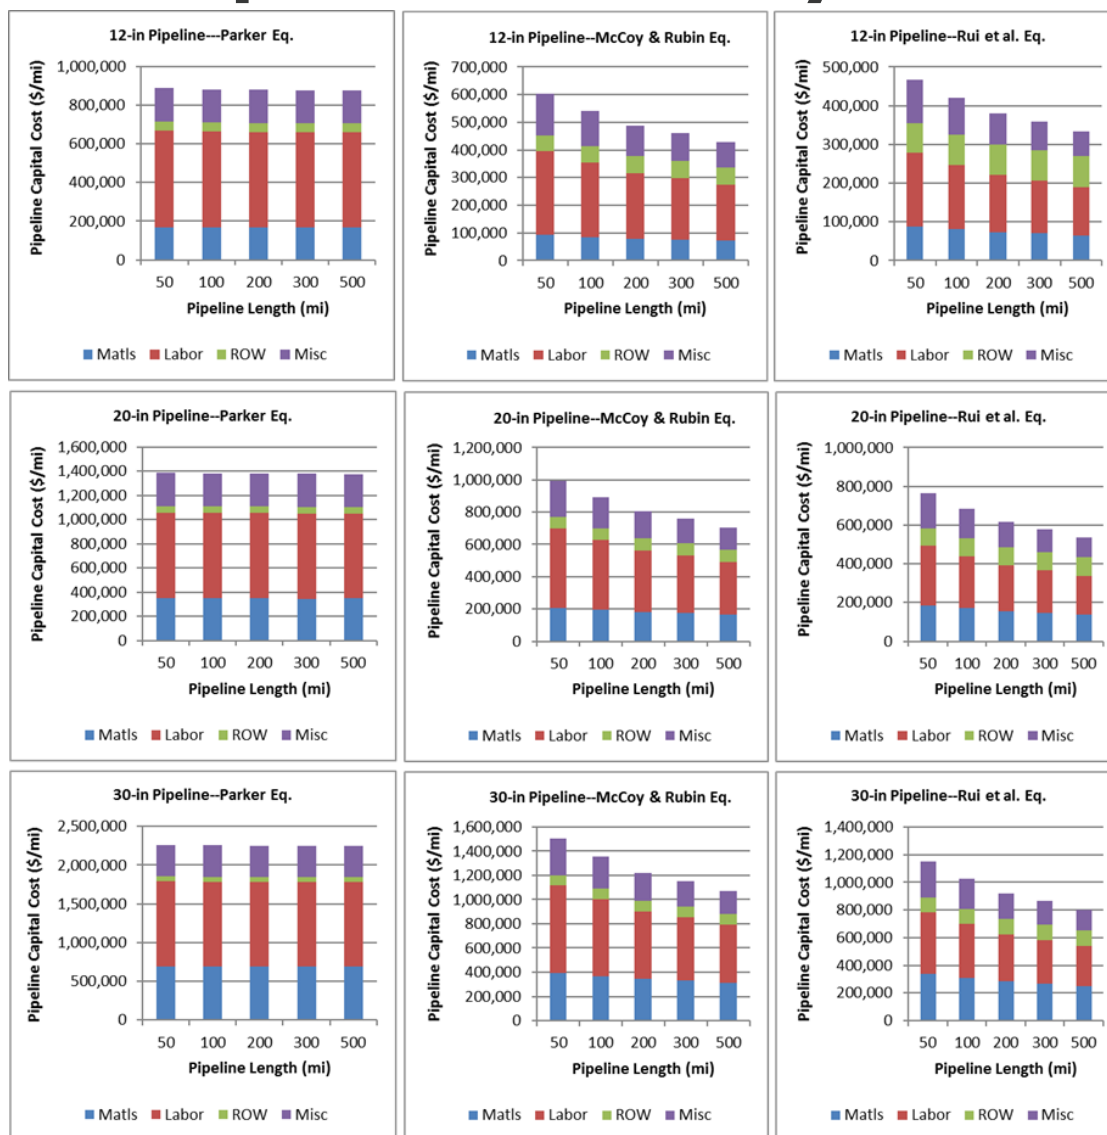 12-in Pipeline---Parker Eq.
Pipeline Capital Cost ($/mi)
1,000,000
800,000
600,000
400,000
200,000
0
50 100 200 300 500
Pipeline Length (mi)
Matls Labor ROW Misc
12-in Pipeline--McCoy & Rubin Eq.
Pipeline Capital Cost ($/mi)
700,000
600,000
500,000
400,000
300,000
200,000
100,000
0
50 100 200 300 500
Pipeline Length (mi)
Matls Labor ROW Misc
12-in Pipeline--Rui et al. Eq.
Pipeline Capital Cost ($/mi)
500,000
400,000
300,000
200,000
100,000
0
50 100 200 300 500
Pipeline Length (mi)
Matls Labor ROW Misc
20-in Pipeline--Parker Eq.
Pipeline Capital Cost ($/mi)
1,600,000
1,400,000
1,200,000
1,000,000
800,000
600,000
400,000
200,000
0
50 100 200 300 500
Pipeline Length (mi)
Matls Labor ROW Misc
20-in Pipeline--McCoy & Rubin Eq.
Pipeline Capital Cost ($/mi)
1,200,000
1,000,000
800,000
600,000
400,000
200,000
0
50 100 200 300 500
Pipeline Length (mi)
Matls Labor ROW Misc
20-in Pipeline--Rui et al. Eq.
Pipeline Capital Cost ($/mi)
1,000,000
800,000
600,000
400,000
200,000
0
50 100 200 300 500
Pipeline Length (mi)
Matls Labor ROW Misc
30-in Pipeline--Parker Eq.
Pipeline Capital Cost ($/mi)
2,500,000
2,000,000
1,500,000
1,000,000
500,000
0
50 100 200 300 500
Pipeline Length (mi)
Matls Labor ROW Misc
30-in Pipeline--McCoy & Rubin Eq.
Pipeline Capital Cost ($/mi)
1,600,000
1,400,000
1,200,000
1,000,000
800,000
600,000
400,000
200,000
0
50 100 200 300 500
Pipeline Length (mi)
Matls Labor ROW Misc
30-in Pipeline--Rui et al. Eq.
Pipeline Capital Cost ($/mi)
1,400,000
1,200,000
1,000,000
800,000
600,000
400,000
200,000
0
50 100 200 300 500
Pipeline Length (mi)
Matls Labor ROW Misc